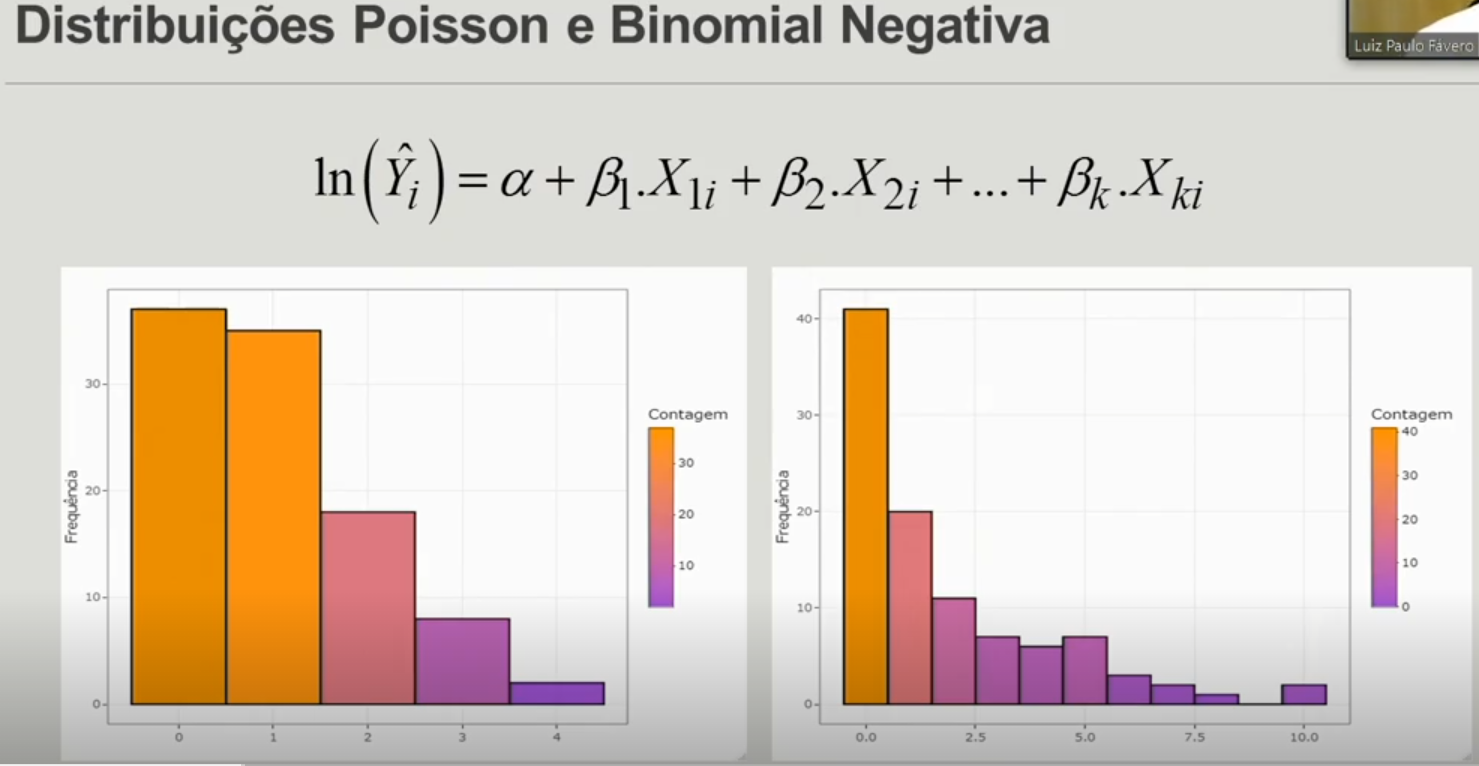 Distribuições Poisson e Binomial Negativa
Luiz Paulo Fávero
ln(Ŷi) = α + β1.X1i + β2.X2i + ... + βk.Xki
Frequência
30
20
10
0
0 1 2 3 4
Contagem
30
20
10
Frequência
40
30
20
10
0
0.0 2.5 5.0 7.5 10.0
Contagem
40
30
20
10
0